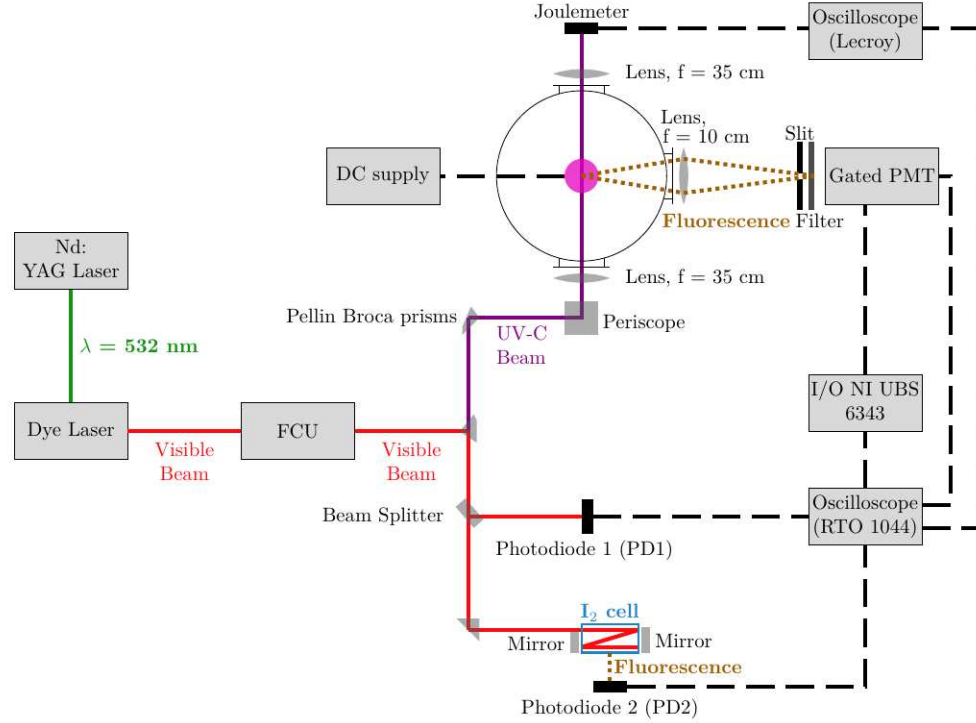 Joulemeter
Oscilloscope
(Lecroy)
Lens, f = 35 cm
Lens,
f = 10 cm
Slit
DC supply
Gated PMT
Fluorescence
Filter
Nd:
YAG Laser
Lens, f = 35 cm
Pellin Broca prisms
UV-C
Beam
Periscope
λ = 532 nm
I/O NI UBS
6343
Dye Laser
FCU
Visible
Beam
Visible
Beam
Beam Splitter
Oscilloscope
(RTO 1044)
Photodiode 1 (PD1)
I₂ cell
Mirror
Mirror
Fluorescence
Photodiode 2 (PD2)